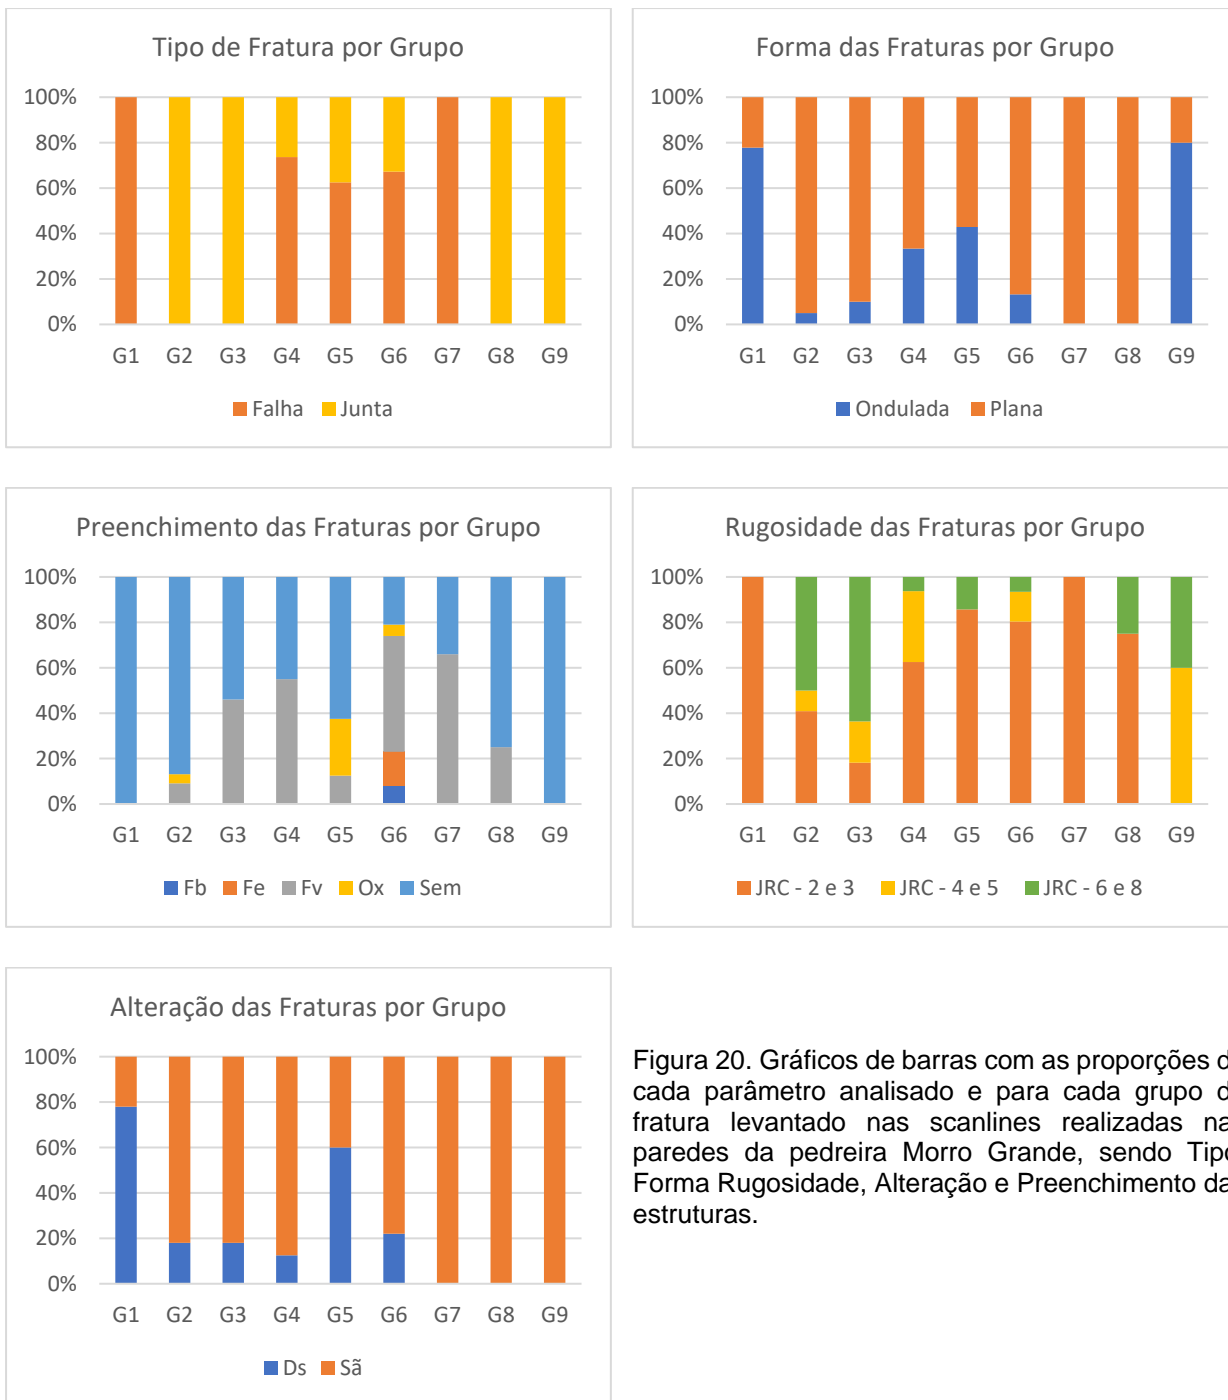 Tipo de Fratura por Grupo
100%
80%
60%
40%
20%
0%
G1 G2 G3 G4 G5 G6 G7 G8 G9
Falha Junta
Forma das Fraturas por Grupo
100%
80%
60%
40%
20%
0%
G1 G2 G3 G4 G5 G6 G7 G8 G9
Ondulada Plana
Preenchimento das Fraturas por Grupo
100%
80%
60%
40%
20%
0%
G1 G2 G3 G4 G5 G6 G7 G8 G9
Fb Fe Fv Ox Sem
Rugosidade das Fraturas por Grupo
100%
80%
60%
40%
20%
0%
G1 G2 G3 G4 G5 G6 G7 G8 G9
JRC - 2 e 3 JRC - 4 e 5 JRC - 6 e 8
Alteração das Fraturas por Grupo
100%
80%
60%
40%
20%
0%
G1 G2 G3 G4 G5 G6 G7 G8 G9
Ds Sã
Figura 20. Gráficos de barras com as proporções d
cada parâmetro analisado e para cada grupo d
fratura levantado nas scanlines realizadas na
paredes da pedreira Morro Grande, sendo Tipo
Forma Rugosidade, Alteração e Preenchimento da
estruturas.